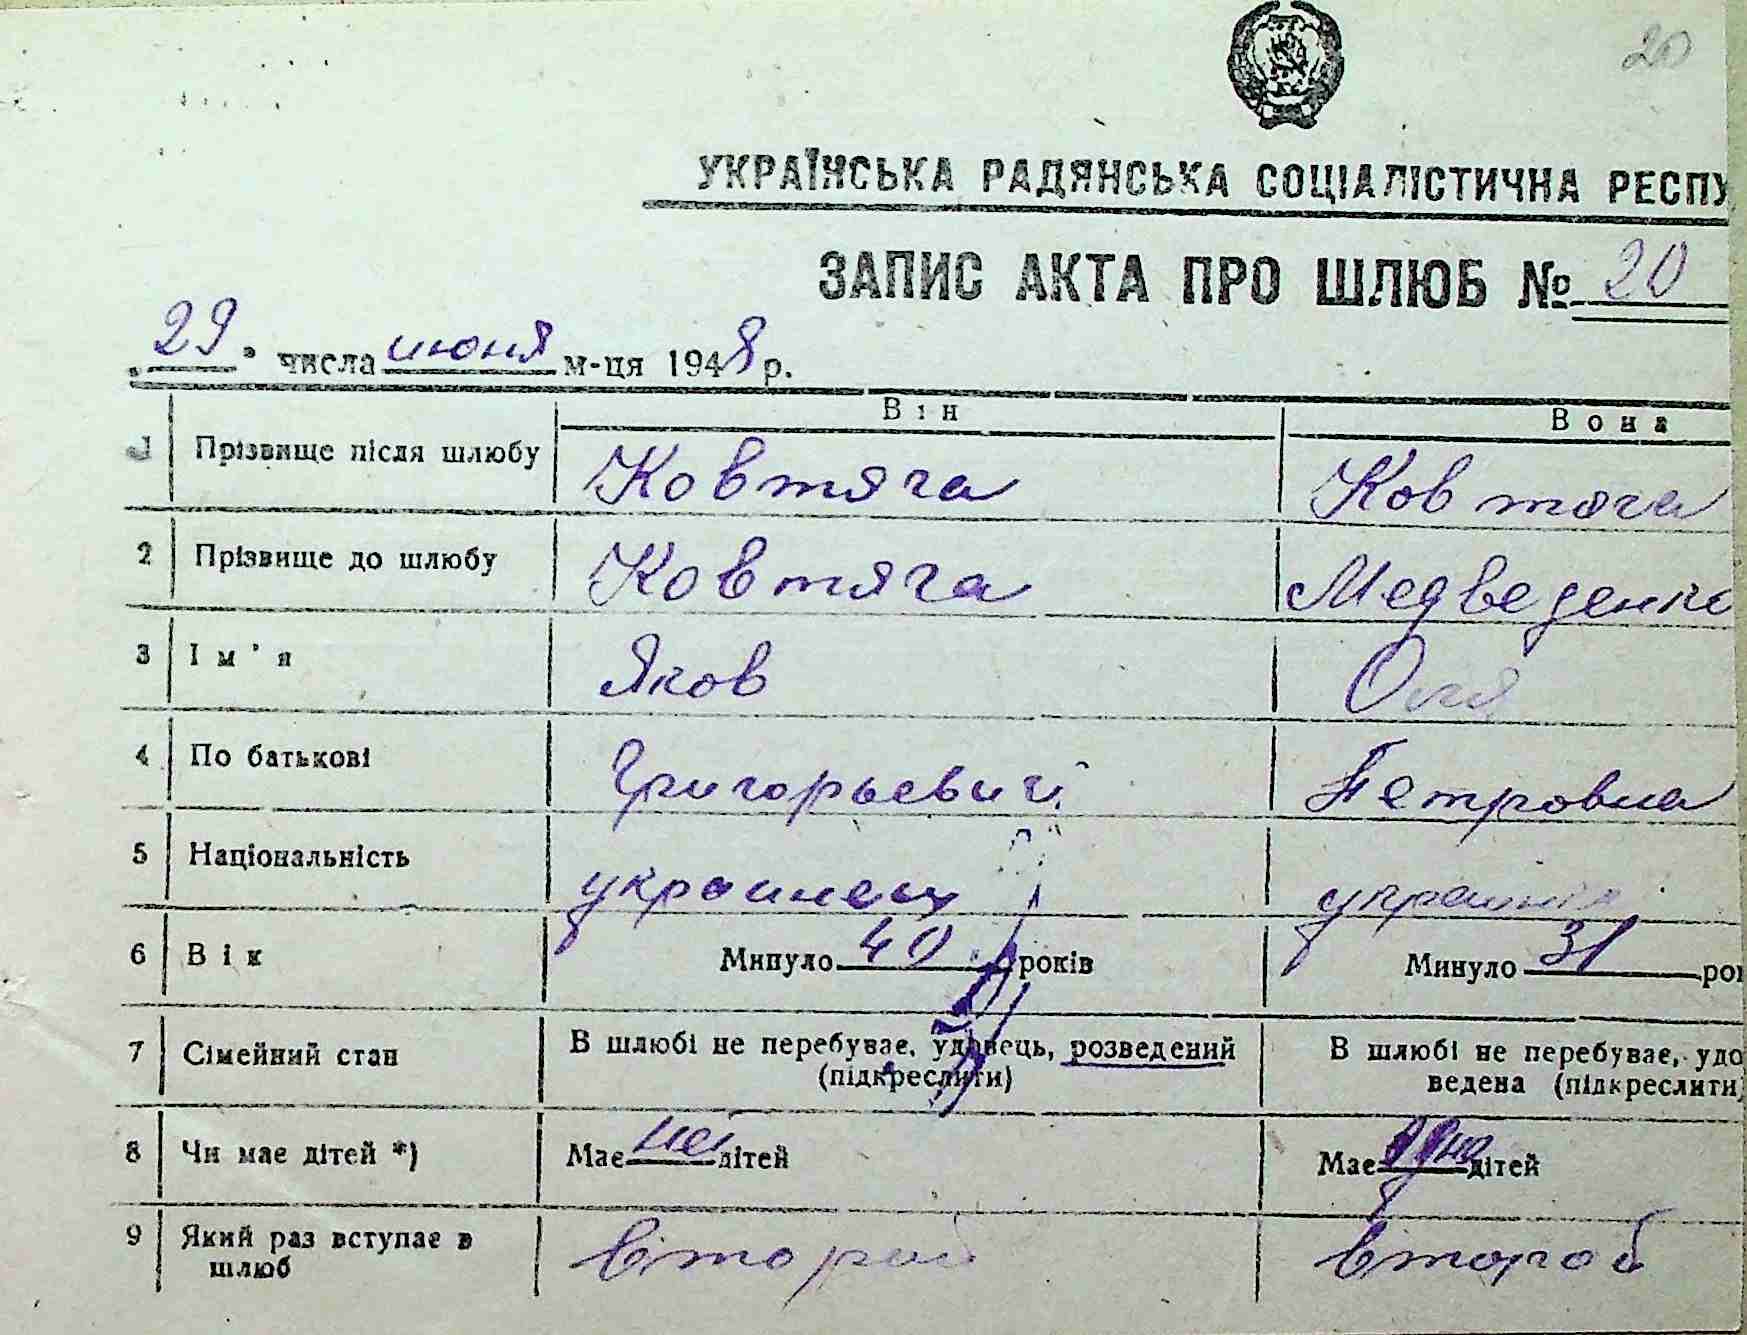 20
УКРАЇНСЬКА РАДЯНСЬКА СОЦІАЛІСТИЧНА РЕСПУ
ЗАПИС АКТА ПРО ШЛЮБ № 20
29 числа июня м-ця 1948 р.
Він Вона
1 Прізвище після шлюбу Ковтяга Ковтяга
2 Прізвище до шлюбу Ковтяга Медведенко
3 Ім'я Яков Оля
4 По батькові Григорьевич Петровна
5 Національність украинец
6 Вік Минуло 40 років Минуло 31 рок
7 Сімейний стан В шлюбі не перебуває, удівець, розведений (підкреслити) В шлюбі не перебуває, удо
ведена (підкреслити)
8 Чи має дітей *) Має нет дітей Має одно дітей
9 Який раз вступає в шлюб второй второй